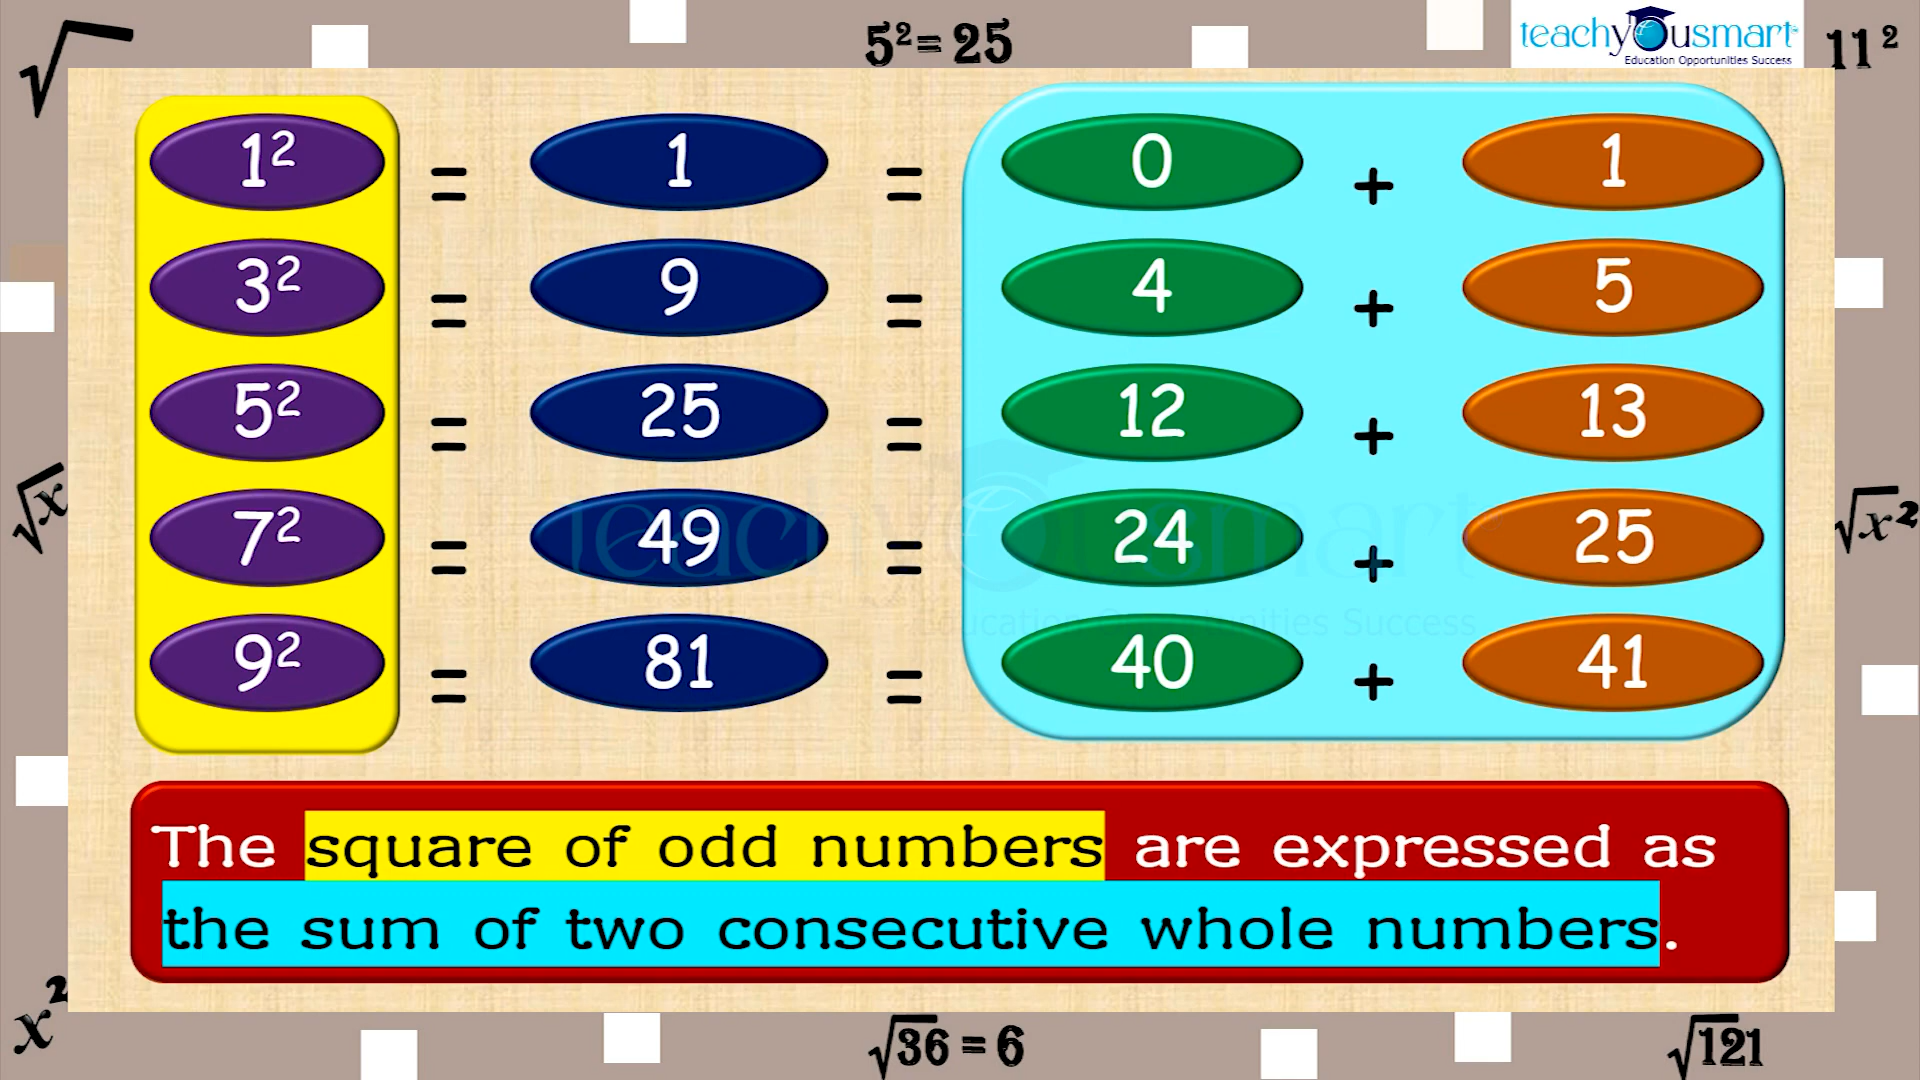 5²= 25
teachyOusmart
Education Opportunities Success
11²
√
1² = 1 = 0 + 1
3² = 9 = 4 + 5
5² = 25 = 12 + 13
√x
7² = 49 = 24 + 25
√x²
9² = 81 = 40 + 41
The square of odd numbers are expressed as
the sum of two consecutive whole numbers.
x²
√36 = 6
√121